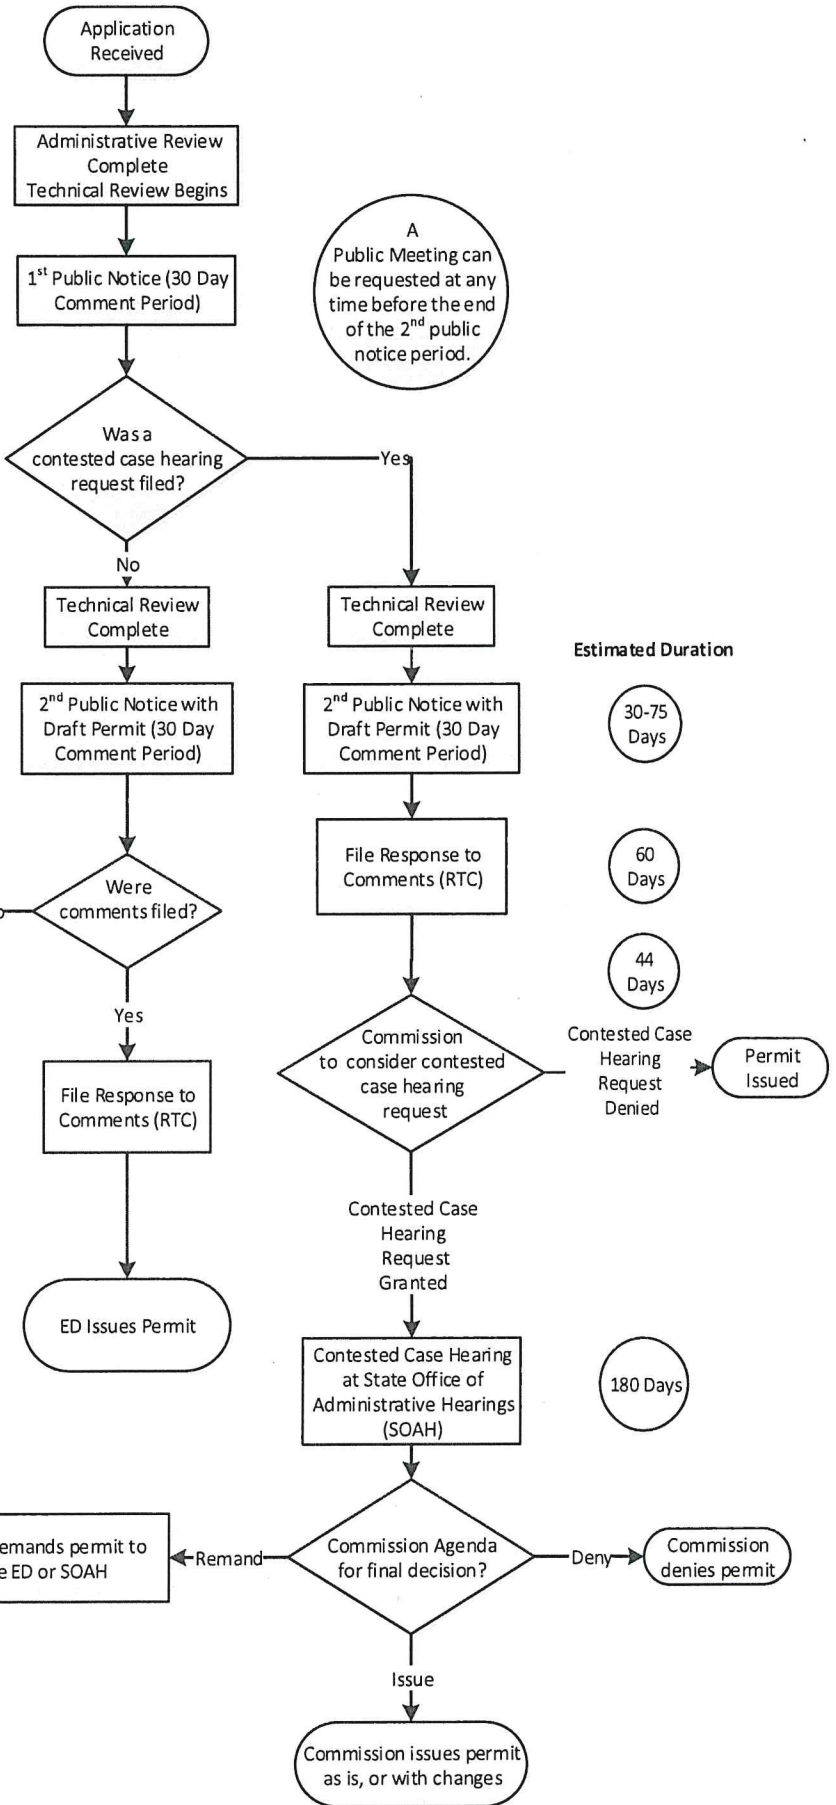 Application
Received
Administrative Review
Complete
Technical Review Begins
A
Public Meeting can
be requested at any
time before the end
of the 2nd public
notice period.
1st Public Notice (30 Day
Comment Period)
Was a
contested case hearing
request filed?
Yes
No
Technical Review
Complete
Technical Review
Complete
Estimated Duration
2nd Public Notice with
Draft Permit (30 Day
Comment Period)
2nd Public Notice with
Draft Permit (30 Day
Comment Period)
30-75
Days
File Response to
Comments (RTC)
60
Days
Were
comments filed?
44
Days
Yes
Commission
to consider contested
case hearing
request
Contested Case
Hearing
Request
Denied
Permit
Issued
File Response to
Comments (RTC)
Contested Case
Hearing
Request
Granted
ED Issues Permit
Contested Case Hearing
at State Office of
Administrative Hearings
(SOAH)
180 Days
emands permit to
e ED or SOAH
Remand
Commission Agenda
for final decision?
Deny
Commission
denies permit
Issue
Commission issues permit
as is, or with changes